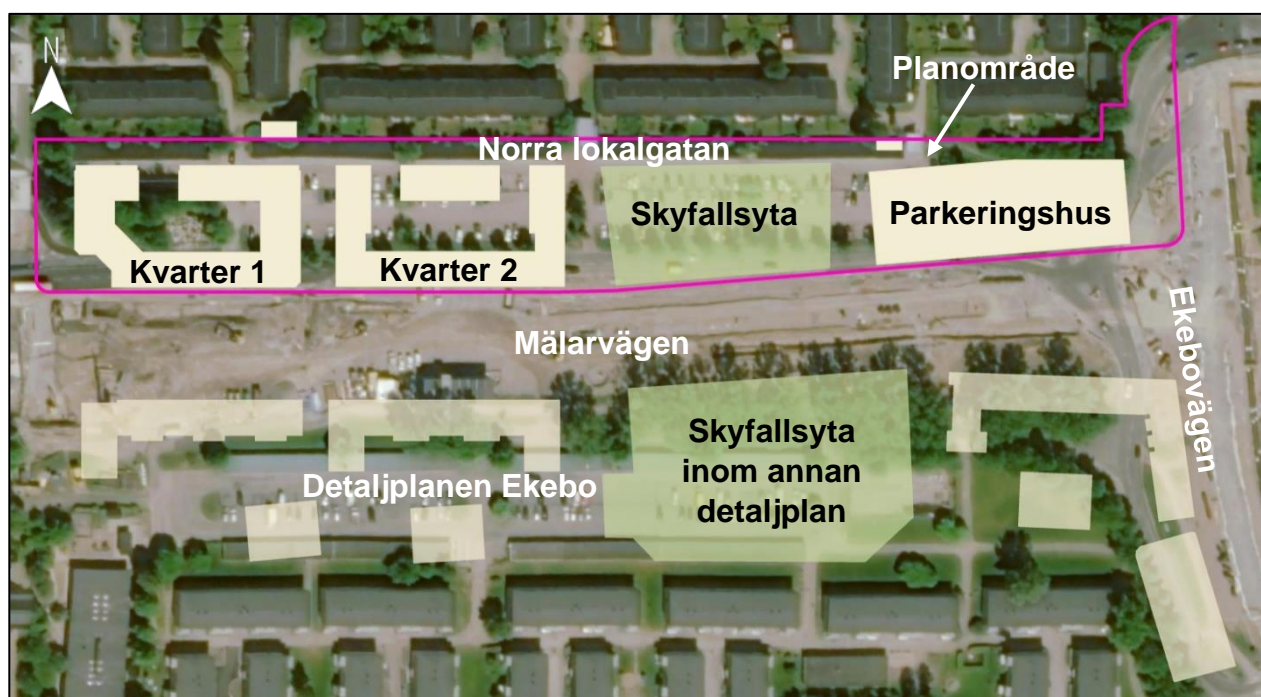 N
Planområde
Norra lokalgatan
Skyfallsyta
Parkeringshus
Kvarter 1
Kvarter 2
Mälarvägen
Ekebovägen
Skyfallsyta
inom annan
detaljplan
Detaljplanen Ekebo